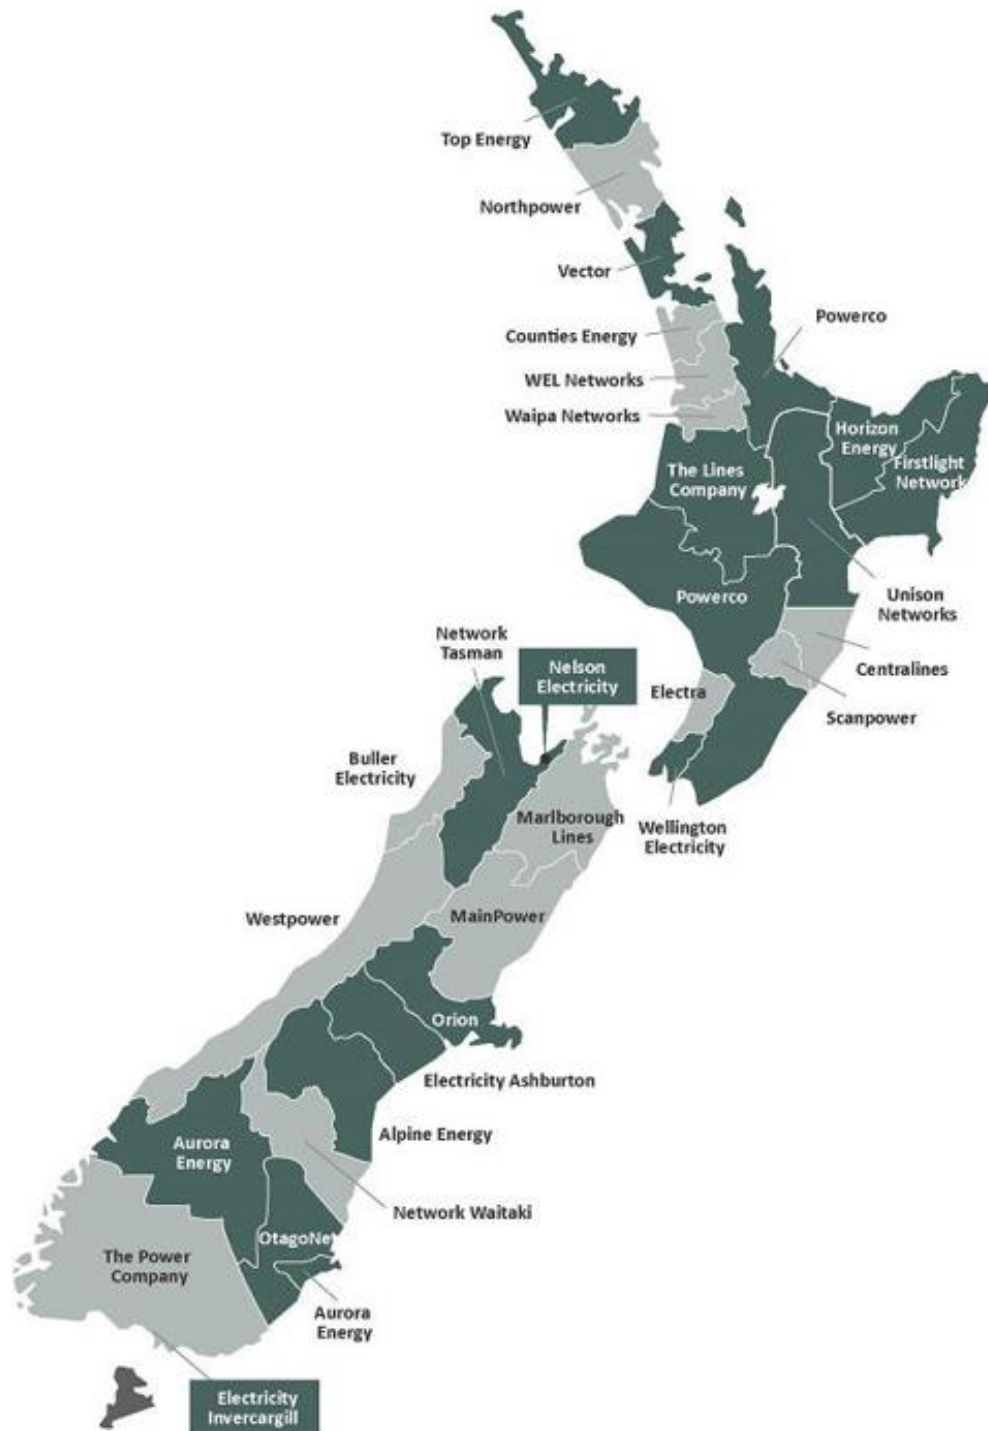 Top Energy
Northpower
Vector
Powerco
Counties Energy
WEL Networks
Waipa Networks
Horizon
Energy
Firstlight
Network
The Lines
Company
Powerco
Unison
Networks
Centralines
Scanpower
Electra
Wellington
Electricity
Network
Tasman
Nelson
Electricity
Buller
Electricity
Marlborough
Lines
Westpower
MainPower
Orion
Electricity Ashburton
Alpine Energy
Aurora
Energy
Network Waitaki
OtagoNet
The Power
Company
Aurora
Energy
Electricity
Invercargill